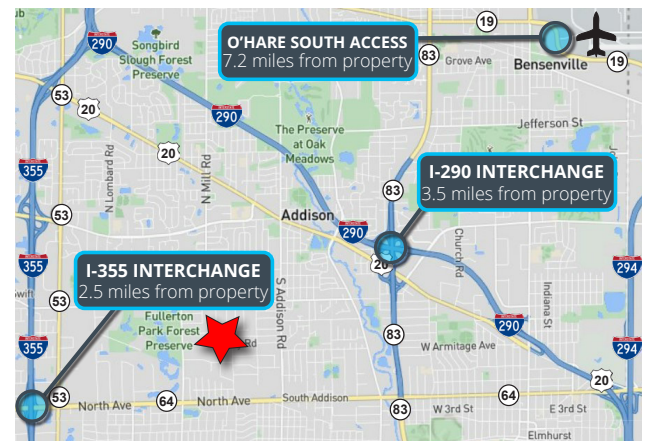 19
290
Songbird
Slough Forest
Preserve
O'HARE SOUTH ACCESS
7.2 miles from property
83
Grove Ave
Bensenville
19
53
20
355
N Lombard Rd
20
N Mill Rd
290
The Preserve
at Oak
Meadows
Jefferson St
I-290 INTERCHANGE
3.5 miles from property
83
53
Addison
290
20
Church Rd
355
I-355 INTERCHANGE
2.5 miles from property
S Addison Rd
294
Indiana St
53
Fullerton
Park Forest
Preserve
Rd
355
83
290
W Armitage Ave
294
20
53
North Ave
64
North Ave
South Addison
83
W 3rd St
64
E 3rd St
Elmhurst